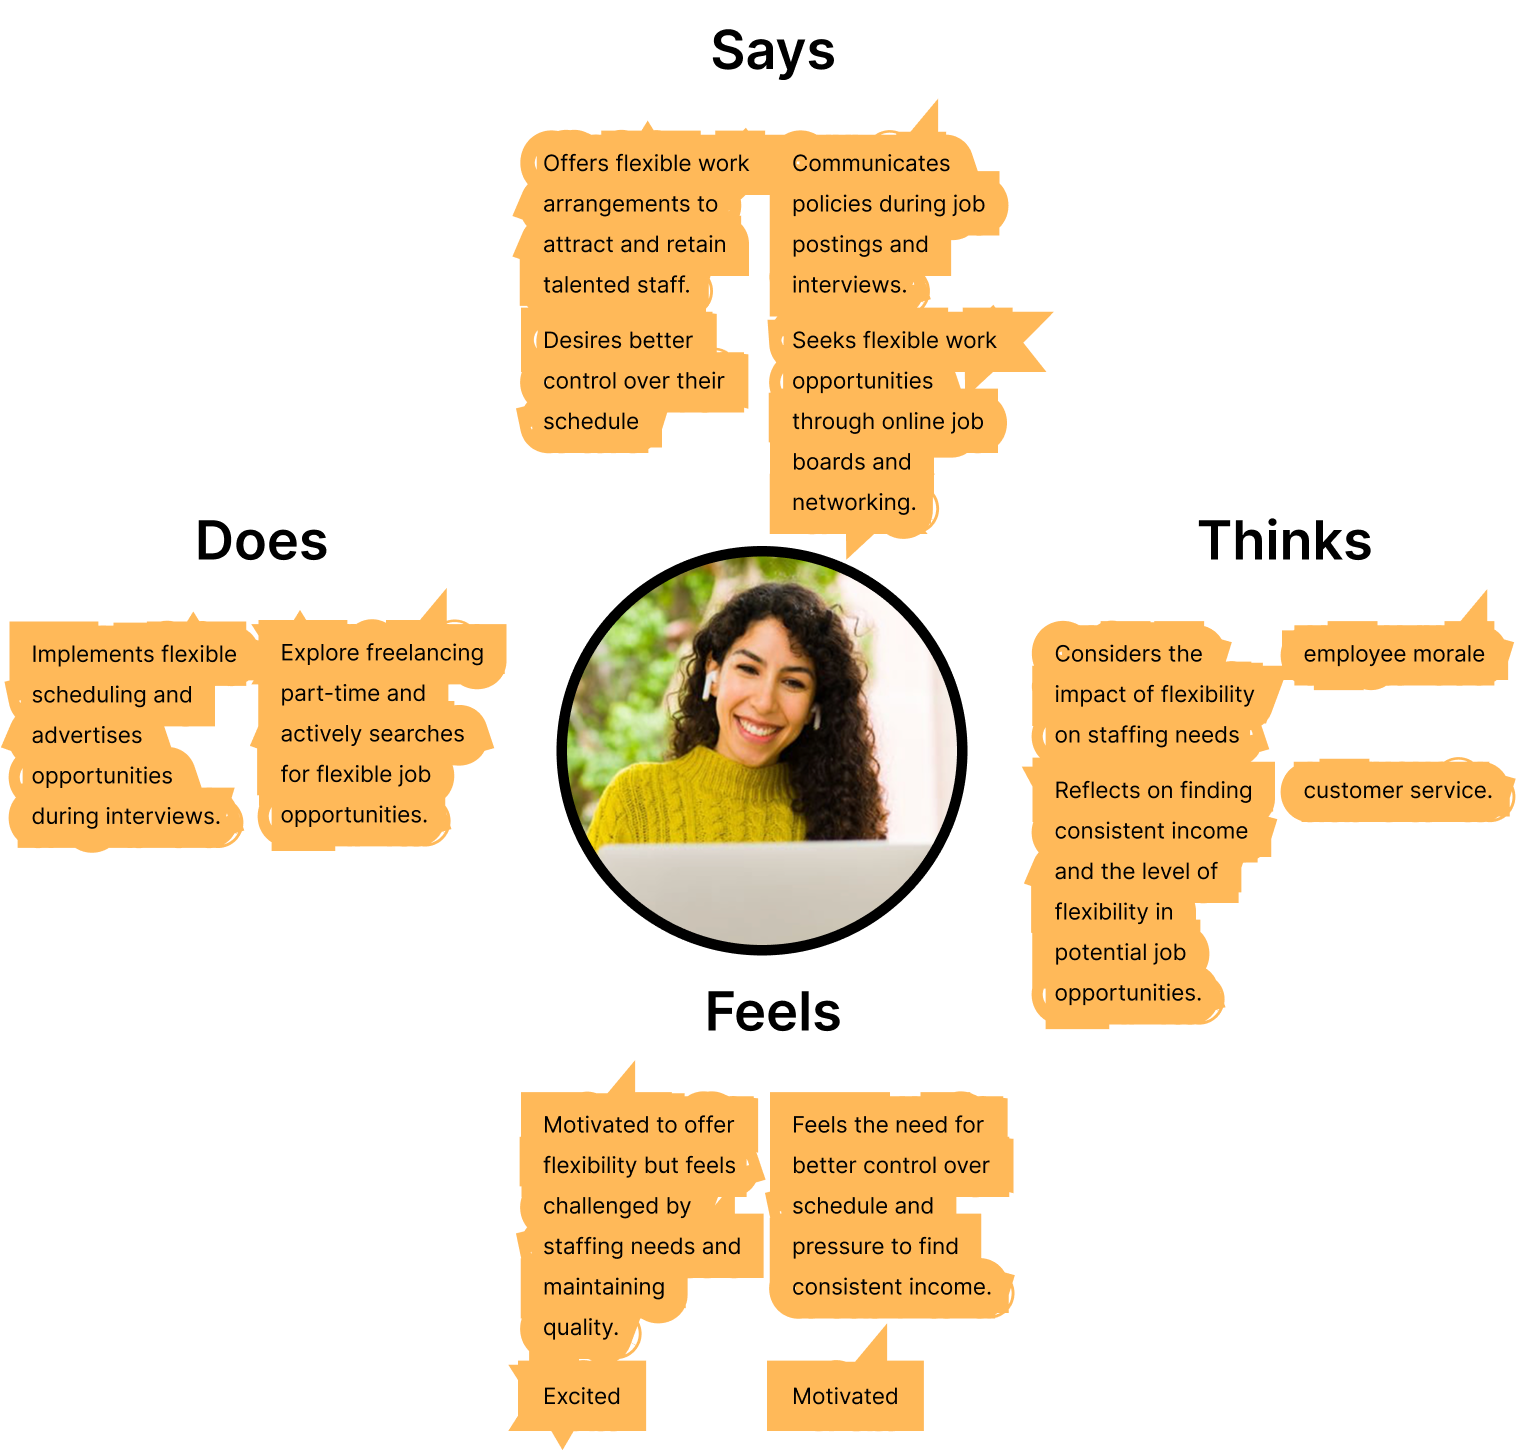 Says
Offers flexible work
arrangements to
attract and retain
talented staff.
Communicates
policies during job
postings and
interviews.
Desires better
control over their
schedule
Seeks flexible work
opportunities
through online job
boards and
networking.
Does
Implements flexible
scheduling and
advertises
opportunities
during interviews.
Explore freelancing
part-time and
actively searches
for flexible job
opportunities.
Thinks
Considers the
impact of flexibility
on staffing needs
employee morale
Reflects on finding
consistent income
and the level of
flexibility in
potential job
opportunities.
customer service.
Feels
Motivated to offer
flexibility but feels
challenged by
staffing needs and
maintaining
quality.
Feels the need for
better control over
schedule and
pressure to find
consistent income.
Excited
Motivated